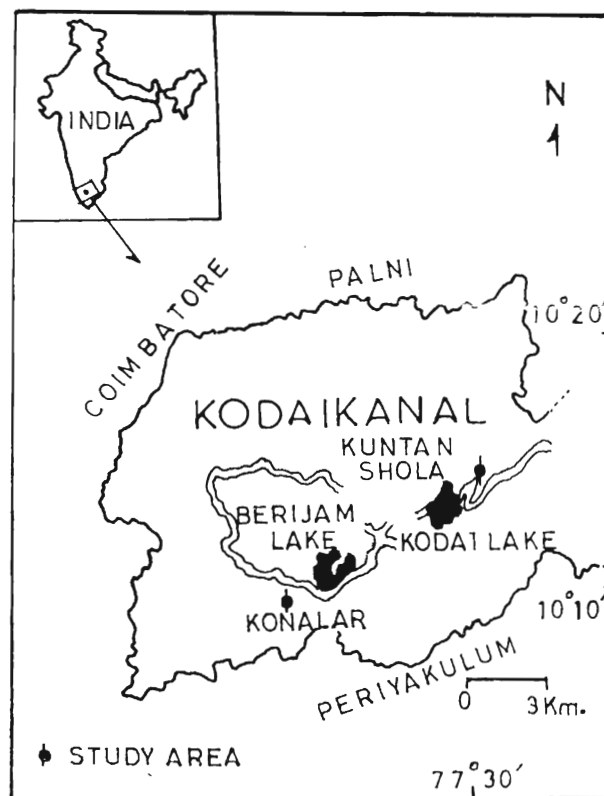 INDIA
N
PALNI
COIMBATORE
10°20'
KODAIKANAL
KUNTAN
SHOLA
BERIJAM
LAKE
KODAI LAKE
KONALAR
10°10'
PERIYAKULUM
0 3Km.
STUDY AREA
77°30'